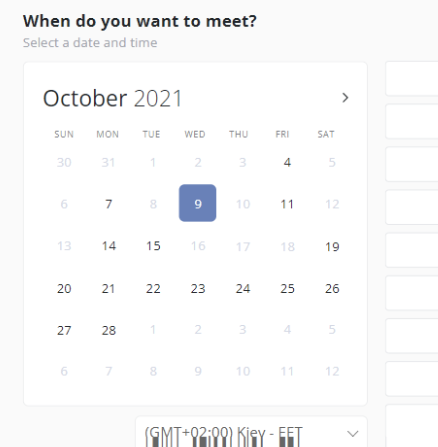 When do you want to meet?
Select a date and time
October 2021
SUN MON TUE WED THU FRI SAT
30 31 1 2 3 4 5
6 7 8 9 10 11 12
13 14 15 16 17 18 19
20 21 22 23 24 25 26
27 28 1 2 3 4 5
6 7 8 9 10 11 12
(GMT+02:00) Kiev - EET